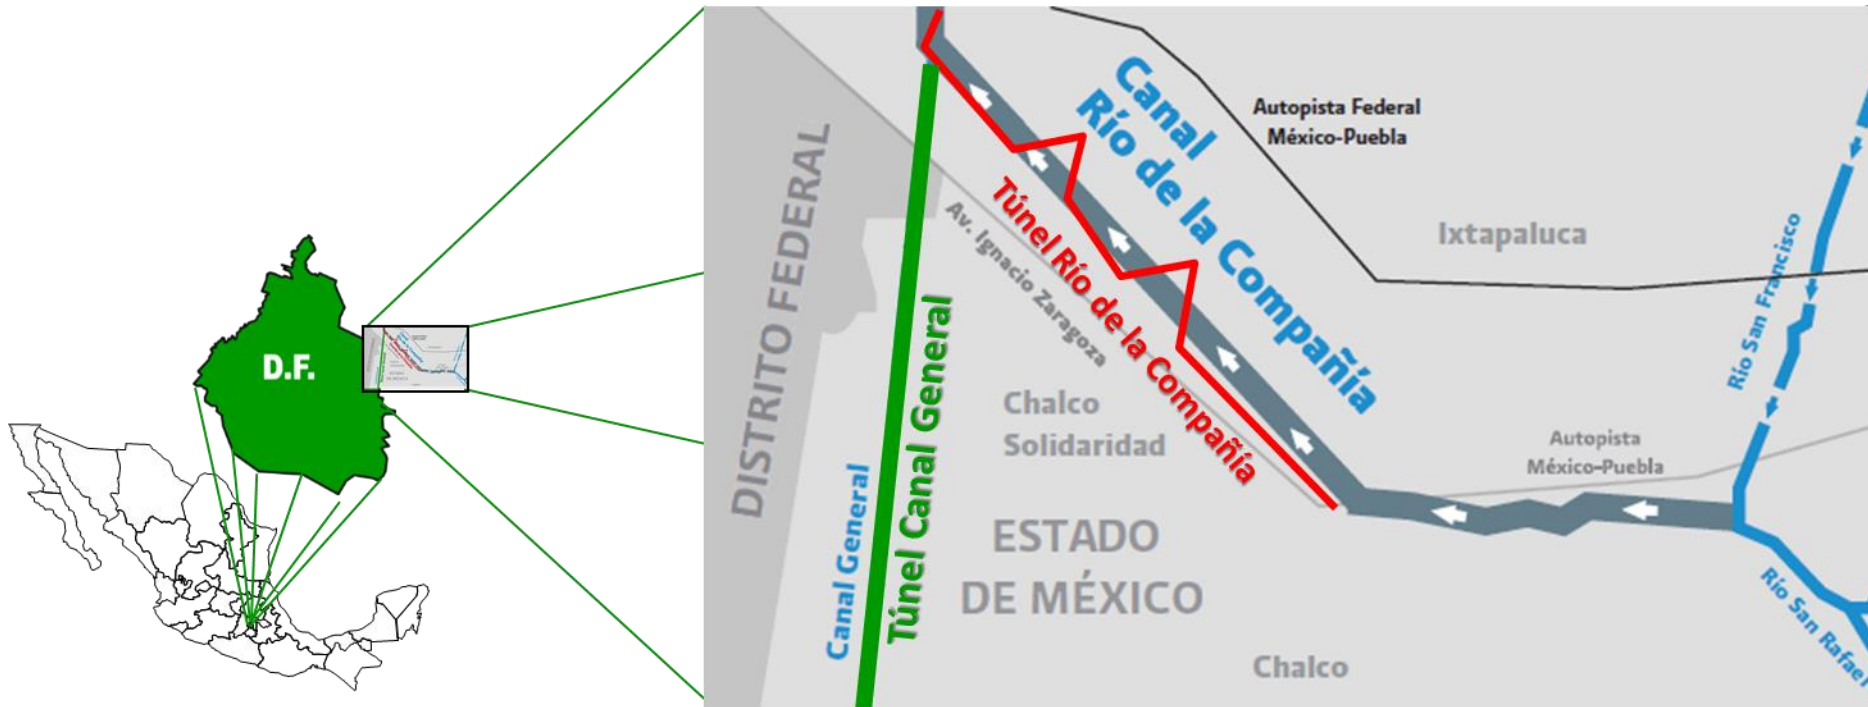 D.F.
DISTRITO FEDERAL
Canal General
Túnel Canal General
Canal
Río de la Compañía
Túnel Río de la Compañía
Av. Ignacio Zaragoza
Autopista Federal
México-Puebla
Ixtapaluca
Río San Francisco
Chalco
Solidaridad
Autopista
México-Puebla
ESTADO
DE MÉXICO
Chalco
Río San Rafael